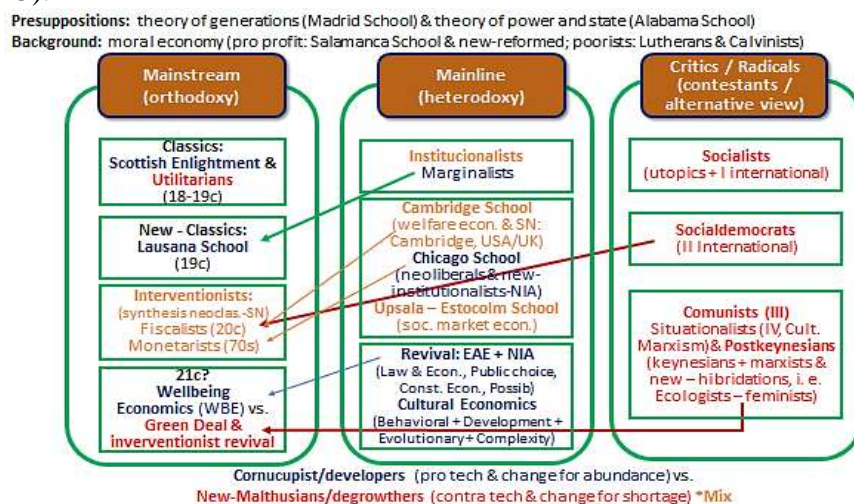 Presuppositions: theory of generations (Madrid School) & theory of power and state (Alabama School)
Background: moral economy (pro profit: Salamanca School & new-reformed; poorists: Lutherans & Calvinists)
Mainstream
(orthodoxy)
Classics:
Scottish Enlightment &
Utilitarians
(18-19c)
New - Classics:
Lausana School
(19c)
Interventionists:
(synthesis neoclas.-SN)
Fiscalists (20c)
Monetarists (70s)
21c?
Wellbeing
Economics (WBE) vs.
Green Deal &
inverventionist revival
Mainline
(heterodoxy)
Institucionalists
Marginalists
Cambridge School
(welfare econ. & SN:
Cambridge, USA/UK)
Chicago School
(neoliberals & new-
institutionalists-NIA)
Upsala – Estocolm School
(soc. market econ.)
Revival: EAE + NIA
(Law & Econ., Public choice,
Const. Econ., Possib)
Cultural Economics
(Behavioral + Development +
Evolutionary + Complexity)
Critics / Radicals
(contestants /
alternative view)
Socialists
(utopics + I international)
Socialdemocrats
(II International)
Comunists (III)
Situationalists (IV, Cult.
Marxism) & Postkeynesians
(keynesians + marxists &
new – hibridations, i. e.
Ecologists – feminists)
Cornucupist/developers (pro tech & change for abundance) vs.
New-Malthusians/degrowthers (contra tech & change for shortage) *Mix